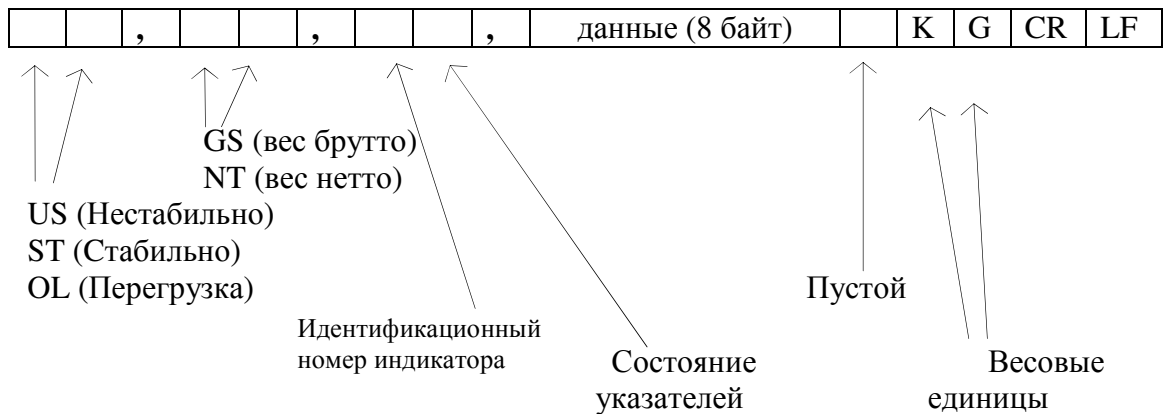 , , , данные (8 байт) K G CR LF
GS (вес брутто)
NT (вес нетто)
US (Нестабильно)
ST (Стабильно)
OL (Перегрузка)
Пустой
Идентификационный
номер индикатора
Состояние
указателей
Весовые
единицы